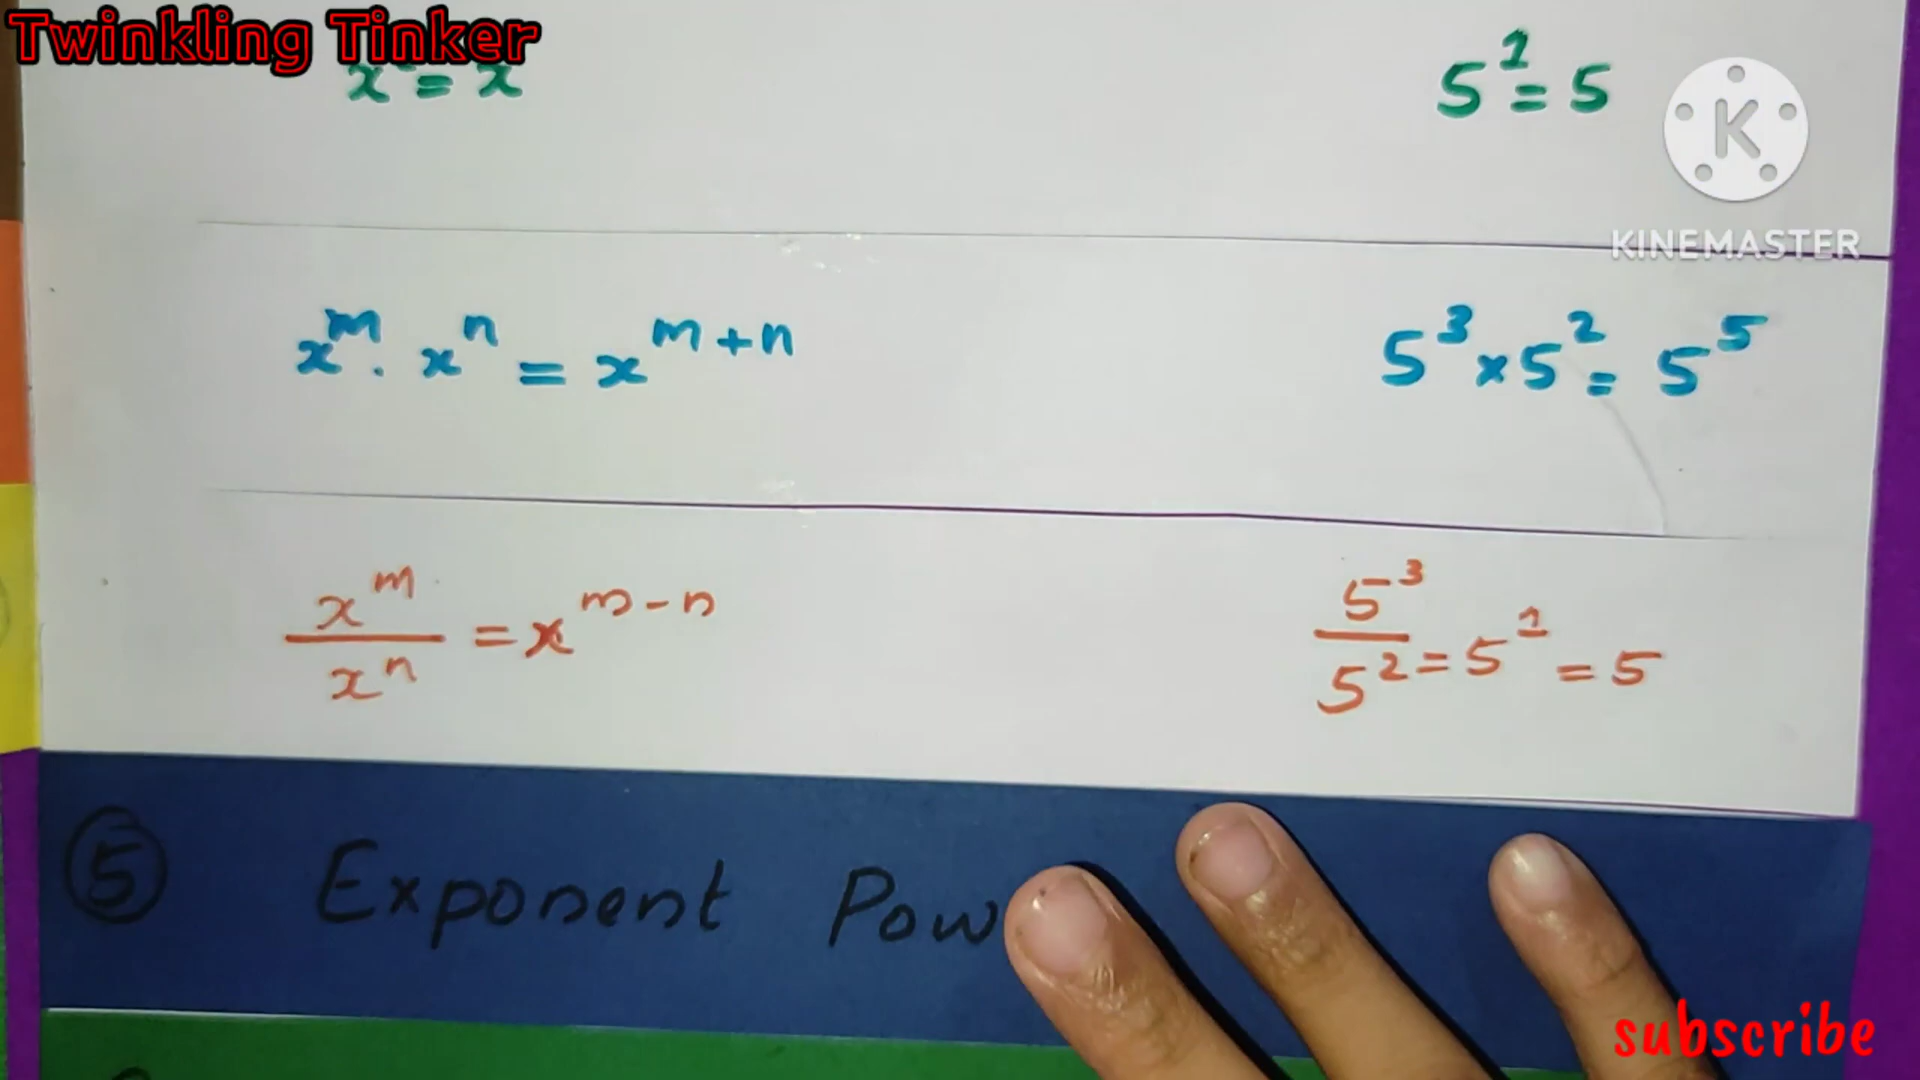 Twinkling Tinker
x = x
5¹ = 5
KINEMASTER
xᵐ . xⁿ = xᵐ⁺ⁿ
5³ × 5² = 5⁵
xᵐ/xⁿ = xᵐ⁻ⁿ
5³/5² = 5¹ = 5
5 Exponent Pow
subscribe